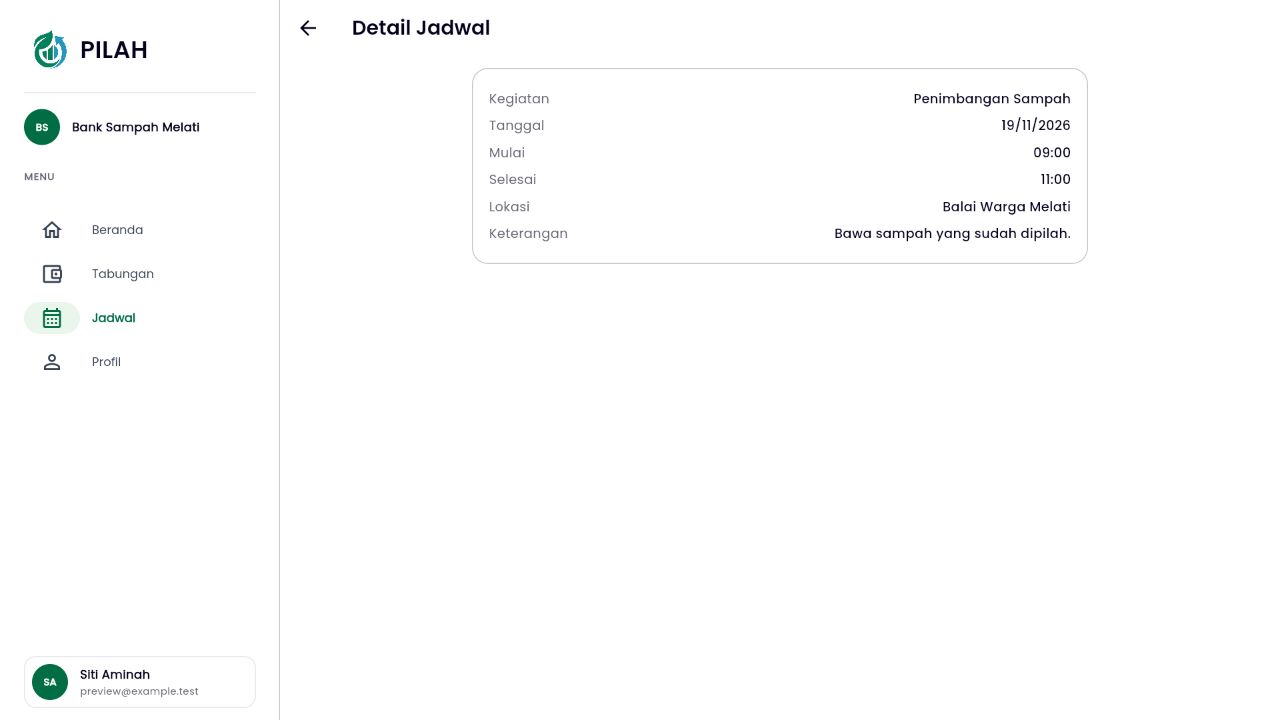 PILAH
BS
Bank Sampah Melati
MENU
Beranda
Tabungan
Jadwal
Profil
SA
Siti Aminah
preview@example.test
Detail Jadwal
Kegiatan Penimbangan Sampah
Tanggal 19/11/2026
Mulai 09:00
Selesai 11:00
Lokasi Balai Warga Melati
Keterangan Bawa sampah yang sudah dipilah.